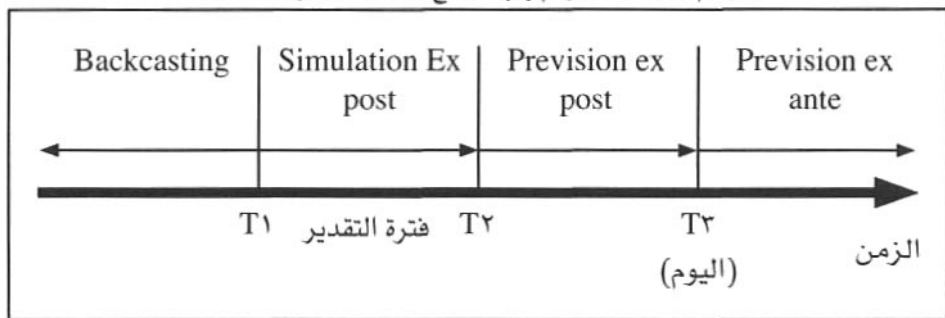 Backcasting Simulation Ex Prevision ex Prevision ex
post post ante
T١ فترة التقدير T٢ T٣
(اليوم) الزمن